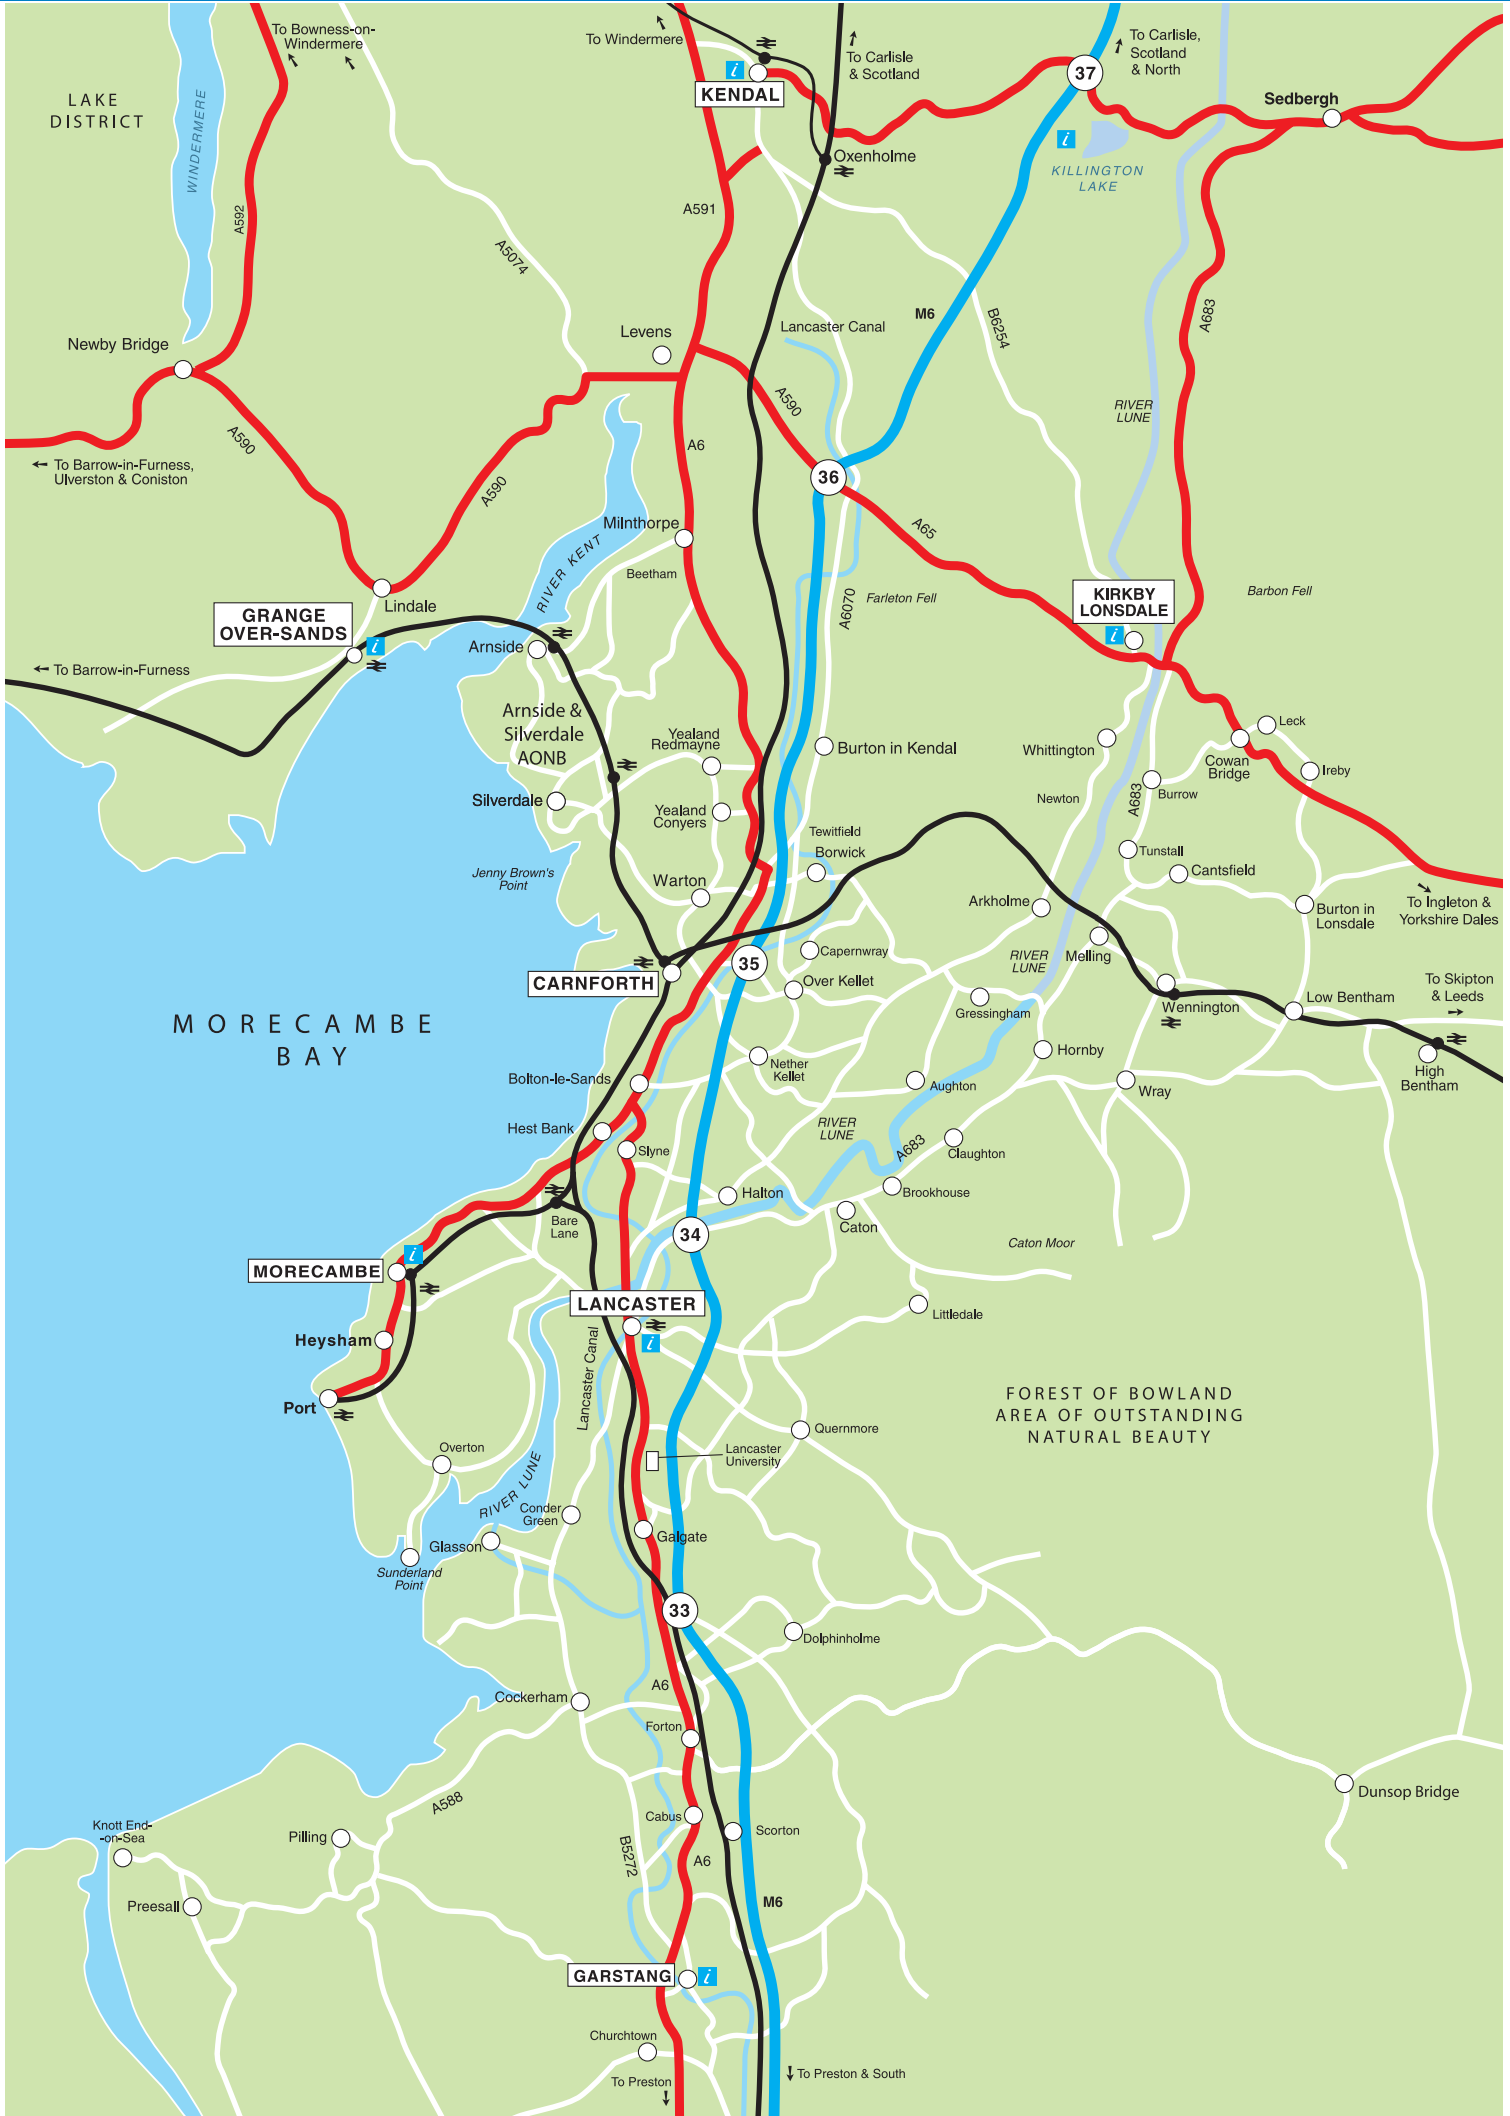 To Bowness-on-
Windermere
To Windermere
To Carlisle
& Scotland
To Carlisle,
Scotland
& North
LAKE
DISTRICT
WINDERMERE
i
KENDAL
37
Sedbergh
i
KILLINGTON
LAKE
Oxenholme
A592
A591
A5074
M6
B6254
A683
Lancaster Canal
Levens
Newby Bridge
A590
RIVER
LUNE
A590
A6
36
To Barrow-in-Furness,
Ulverston & Coniston
A590
A65
Milnthorpe
RIVER KENT
Beetham
A6070
Farleton Fell
Barbon Fell
KIRKBY
LONSDALE
i
Lindale
GRANGE
OVER-SANDS
i
Arnside
To Barrow-in-Furness
Arnside &
Silverdale
AONB
Yealand
Redmayne
Burton in Kendal
Whittington
Leck
Cowan
Bridge
Ireby
Silverdale
Yealand
Conyers
Newton
A683
Burrow
Tewitfield
Borwick
Tunstall
Cantsfield
Jenny Brown's
Point
Warton
Arkholme
Burton in
Lonsdale
To Ingleton &
Yorkshire Dales
Capernwray
RIVER
LUNE
Melling
35
CARNFORTH
Over Kellet
Gressingham
Wennington
Low Bentham
To Skipton
& Leeds
MORECAMBE
BAY
Hornby
Nether
Kellet
High
Bentham
Bolton-le-Sands
Aughton
Wray
Hest Bank
RIVER
LUNE
Slyne
A683
Claughton
Halton
Brookhouse
Bare
Lane
Caton
34
Caton Moor
i
MORECAMBE
LANCASTER
Littledale
i
Heysham
Lancaster Canal
Port
FOREST OF BOWLAND
AREA OF OUTSTANDING
NATURAL BEAUTY
Quernmore
Overton
Lancaster
University
RIVER LUNE
Conder
Green
Galgate
Glasson
Sunderland
Point
33
Dolphinholme
A6
Cockerham
Forton
Dunsop Bridge
A588
Cabus
Scorton
Knott End-
-on-Sea
Pilling
B5272
A6
M6
Preesall
GARSTANG
i
Churchtown
To Preston
To Preston & South